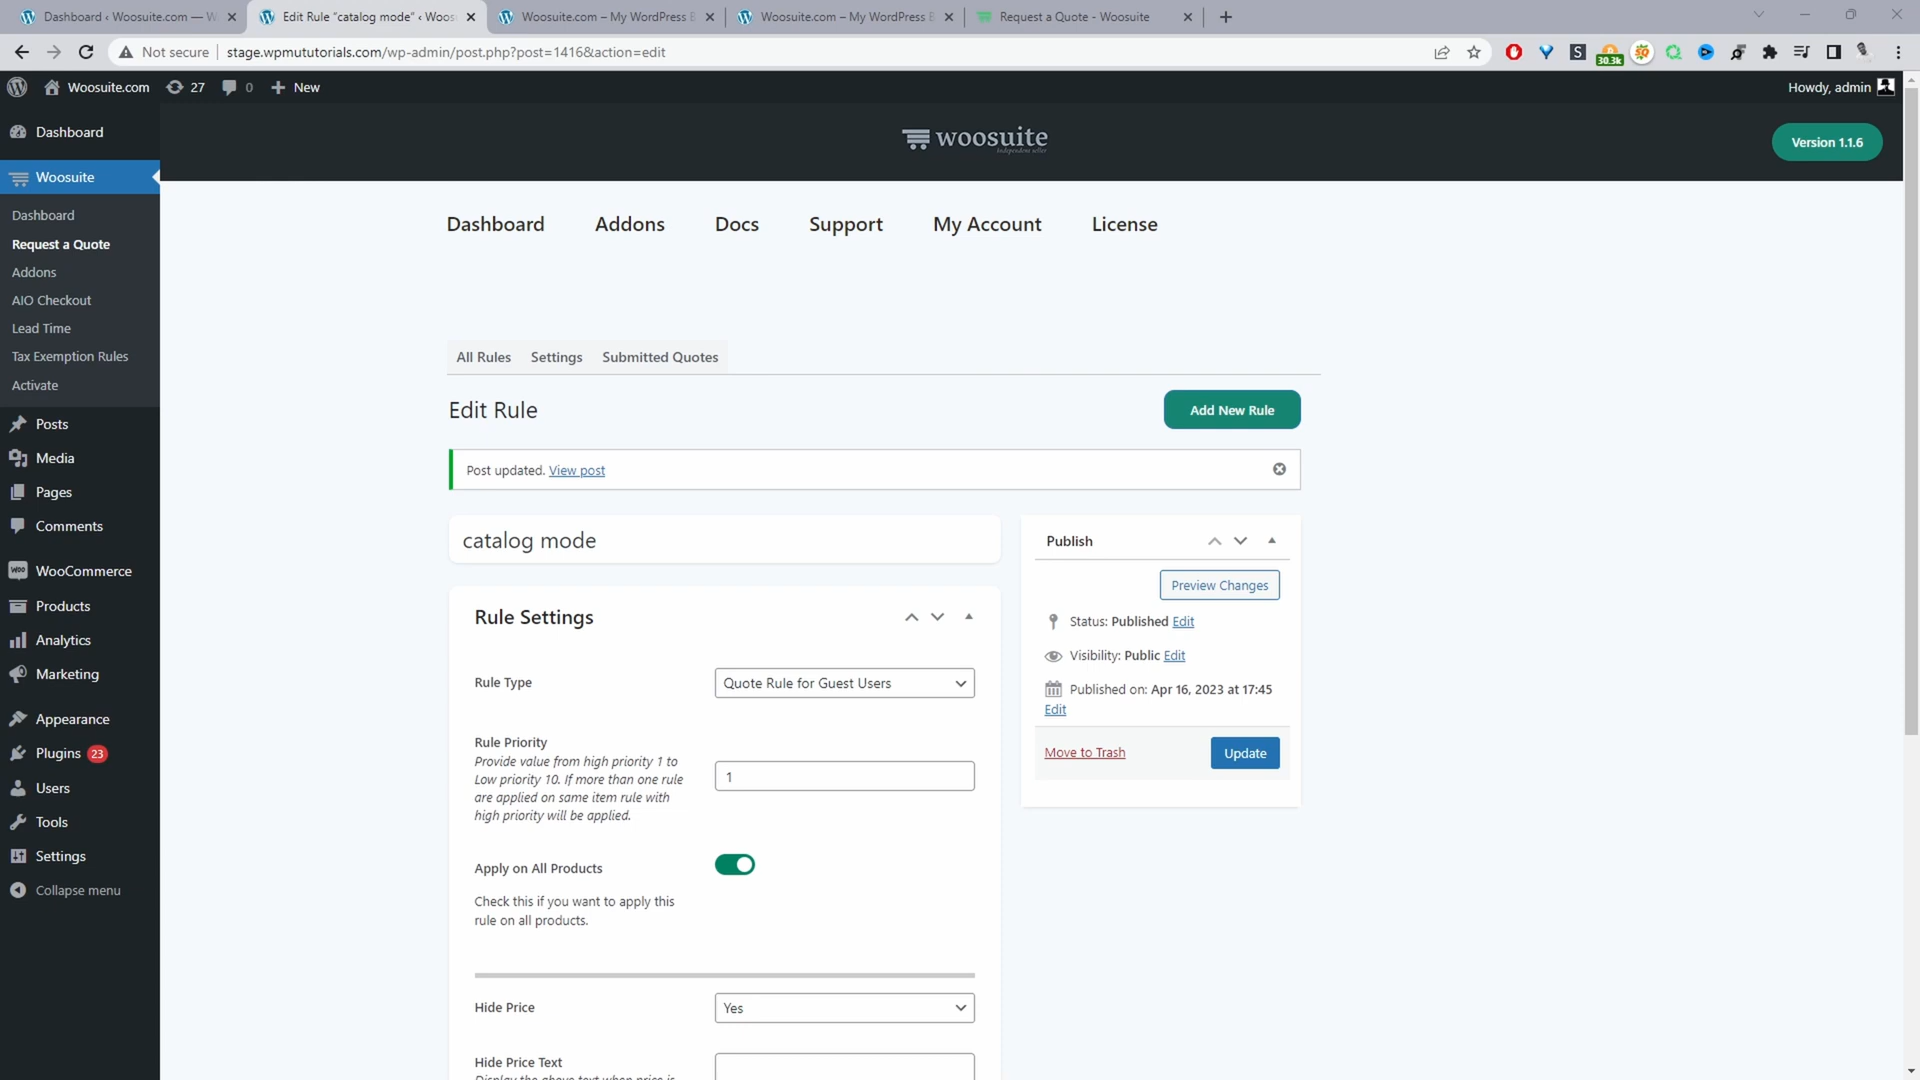 Dashboard ‹ Woosuite.com — W
Edit Rule "catalog mode" ‹ Woos
Woosuite.com – My WordPress B
Woosuite.com – My WordPress B
Request a Quote - Woosuite
Not secure
stage.wpmututorials.com/wp-admin/post.php?post=1416&action=edit
30.3k
Woosuite.com
27
0
New
Howdy, admin
Dashboard
woosuite
Version 1.1.6
Woosuite
Dashboard
Request a Quote
Addons
AIO Checkout
Lead Time
Tax Exemption Rules
Activate
Posts
Media
Pages
Comments
WooCommerce
Products
Analytics
Marketing
Appearance
Plugins 23
Users
Tools
Settings
Collapse menu
Dashboard
Addons
Docs
Support
My Account
License
All Rules
Settings
Submitted Quotes
Edit Rule
Add New Rule
Post updated. View post
catalog mode
Rule Settings
Rule Type
Quote Rule for Guest Users
Rule Priority
Provide value from high priority 1 to
Low priority 10. If more than one rule
are applied on same item rule with
high priority will be applied.
1
Apply on All Products
Check this if you want to apply this
rule on all products.
Hide Price
Yes
Hide Price Text
Display the above text when price is
Publish
Preview Changes
Status: Published Edit
Visibility: Public Edit
Published on: Apr 16, 2023 at 17:45
Edit
Move to Trash
Update